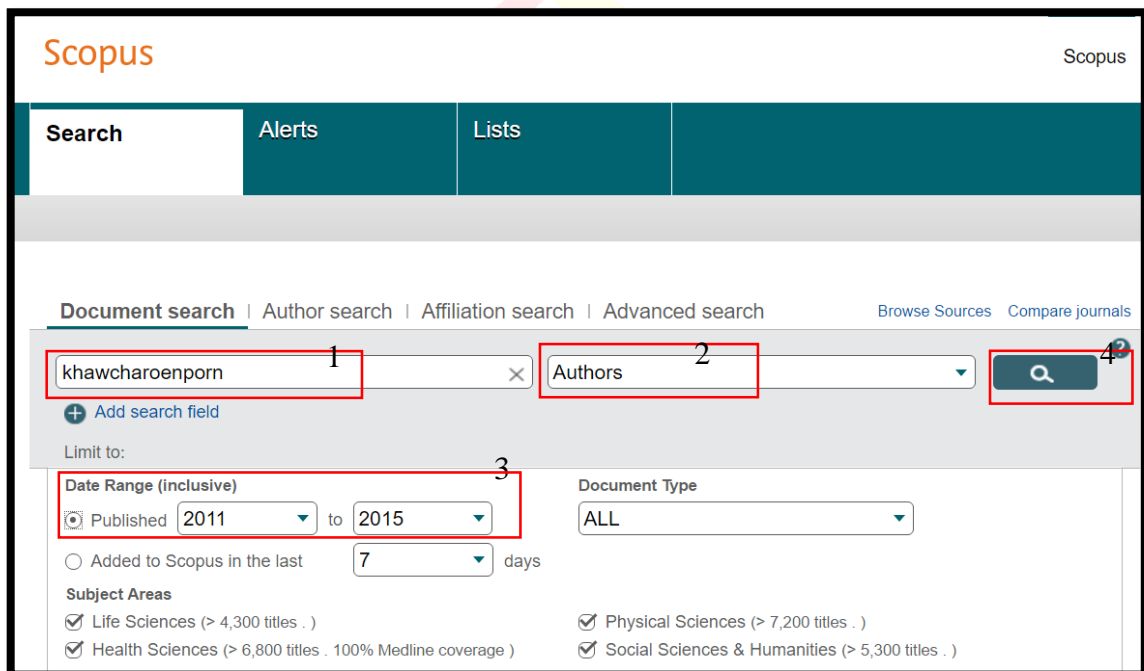 Scopus
Scopus
Search Alerts Lists
Document search | Author search | Affiliation search | Advanced search Browse Sources Compare journals
khawcharoenporn 1 × Authors 2 4 ?
+ Add search field
Limit to:
3
Date Range (inclusive) Document Type
Published 2011 to 2015 ALL
Added to Scopus in the last 7 days
Subject Areas
Life Sciences (> 4,300 titles . ) Physical Sciences (> 7,200 titles . )
Health Sciences (> 6,800 titles . 100% Medline coverage ) Social Sciences & Humanities (> 5,300 titles . )